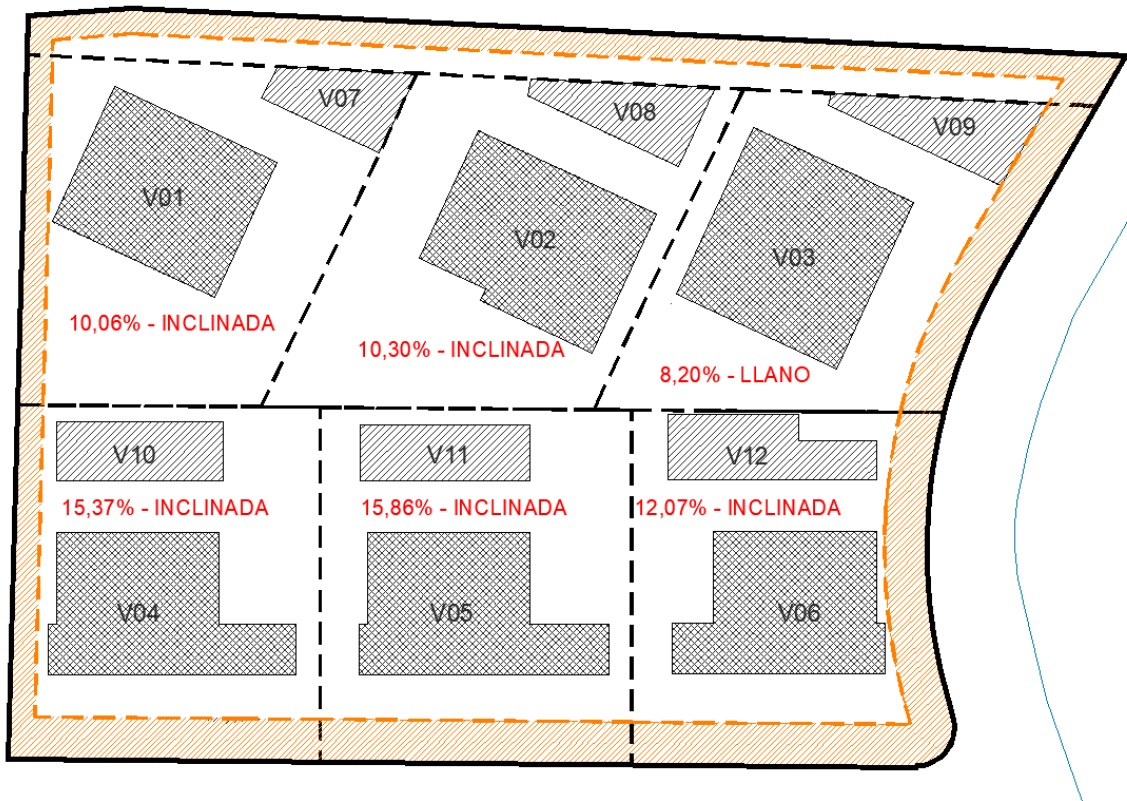 V07
V08
V09
V01
V02
V03
10,06% - INCLINADA
10,30% - INCLINADA
8,20% - LLANO
V10
V11
V12
15,37% - INCLINADA
15,86% - INCLINADA
12,07% - INCLINADA
V04
V05
V06